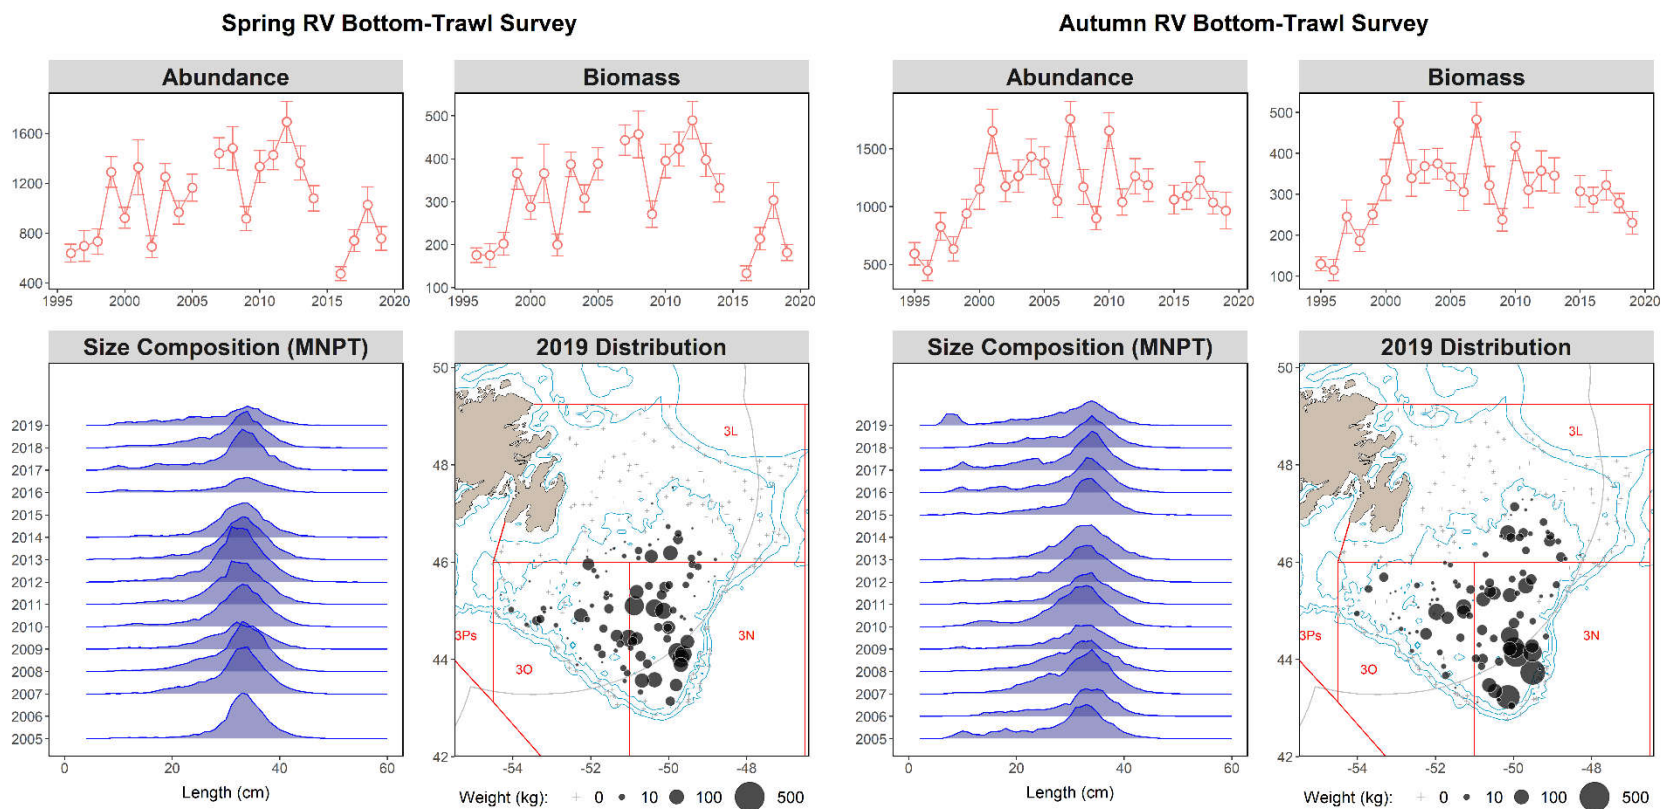 Spring RV Bottom-Trawl Survey
Autumn RV Bottom-Trawl Survey
Abundance
Biomass
Abundance
Biomass
1600
1200
800
400
1995 2000 2005 2010 2015 2020
500
400
300
200
100
1995 2000 2005 2010 2015 2020
1500
1000
500
1995 2000 2005 2010 2015 2020
500
400
300
200
100
1995 2000 2005 2010 2015 2020
Size Composition (MNPT)
2019 Distribution
Size Composition (MNPT)
2019 Distribution
2019
2018
2017
2016
2015
2014
2013
2012
2011
2010
2009
2008
2007
2006
2005
0 20 40 60
Length (cm)
50
48
46
44
42
3L
3N
3O
3Ps
-54 -52 -50 -48
Weight (kg): 0 10 100 500
2019
2018
2017
2016
2015
2013
2012
2011
2010
2009
2008
2007
2006
2005
0 20 40 60
Length (cm)
50
48
46
44
42
3L
3N
3O
3Ps
-54 -52 -50 -48
Weight (kg): 0 10 100 500